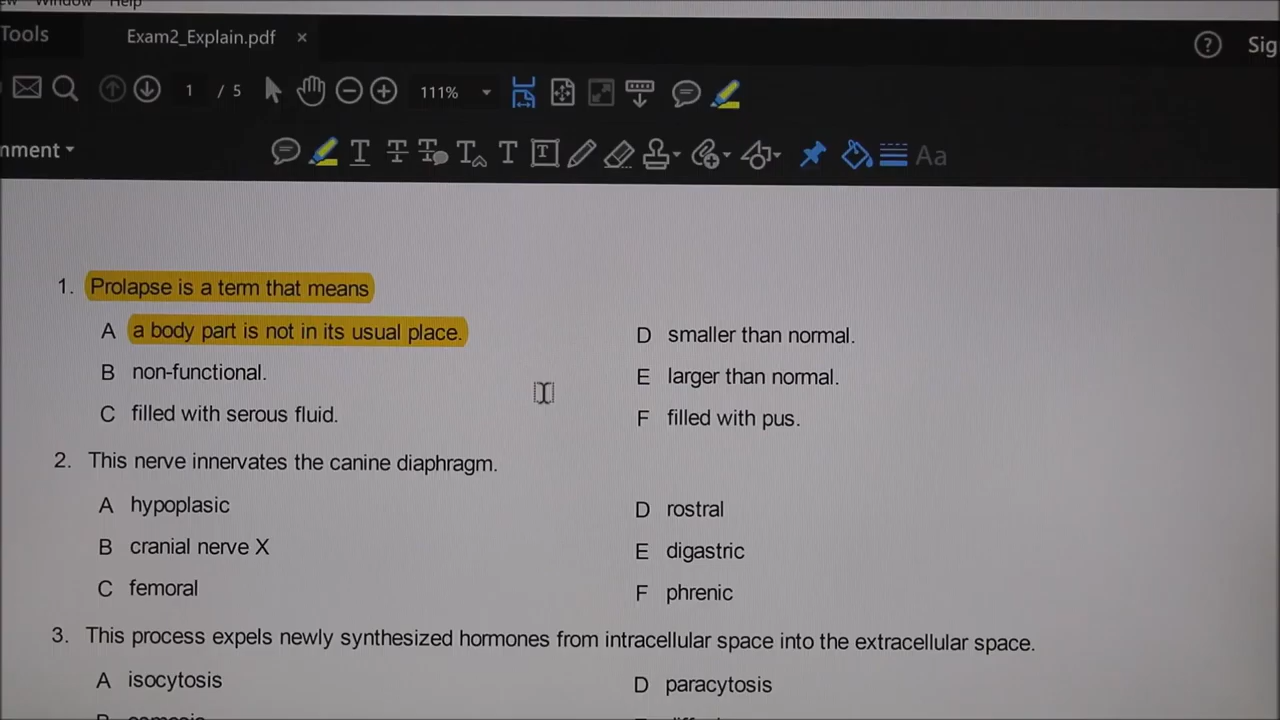 Window Help
Tools Exam2_Explain.pdf × ? Sig
1 / 5 111%
nment T T T T T T Aa
1. Prolapse is a term that means
A a body part is not in its usual place.
B non-functional.
C filled with serous fluid.
D smaller than normal.
E larger than normal.
F filled with pus.
2. This nerve innervates the canine diaphragm.
A hypoplasic
B cranial nerve X
C femoral
D rostral
E digastric
F phrenic
3. This process expels newly synthesized hormones from intracellular space into the extracellular space.
A isocytosis
D paracytosis